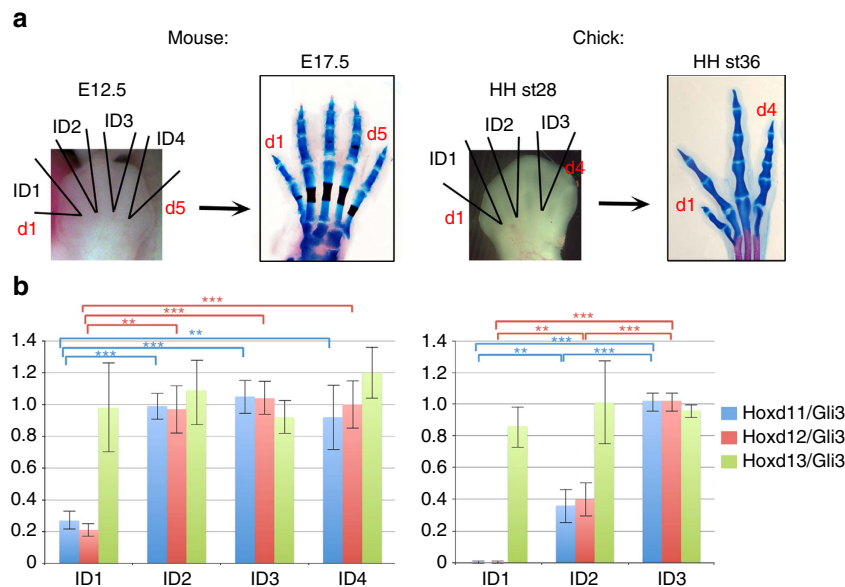 a
Mouse:
Chick:
E12.5
E17.5
HH st28
HH st36
ID1
ID2
ID3
ID4
d1
d5
d1
d5
ID1
ID2
ID3
d1
d4
d1
d4
b
***
***
**
**
***
***
1.4
1.2
1.0
0.8
0.6
0.4
0.2
0
ID1
ID2
ID3
ID4
***
**
***
***
**
***
1.4
1.2
1.0
0.8
0.6
0.4
0.2
0
ID1
ID2
ID3
Hoxd11/Gli3
Hoxd12/Gli3
Hoxd13/Gli3